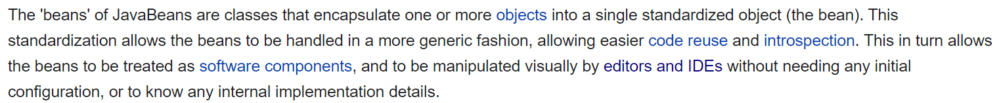 The 'beans' of JavaBeans are classes that encapsulate one or more objects into a single standardized object (the bean). This
standardization allows the beans to be handled in a more generic fashion, allowing easier code reuse and introspection. This in turn allows
the beans to be treated as software components, and to be manipulated visually by editors and IDEs without needing any initial
configuration, or to know any internal implementation details.